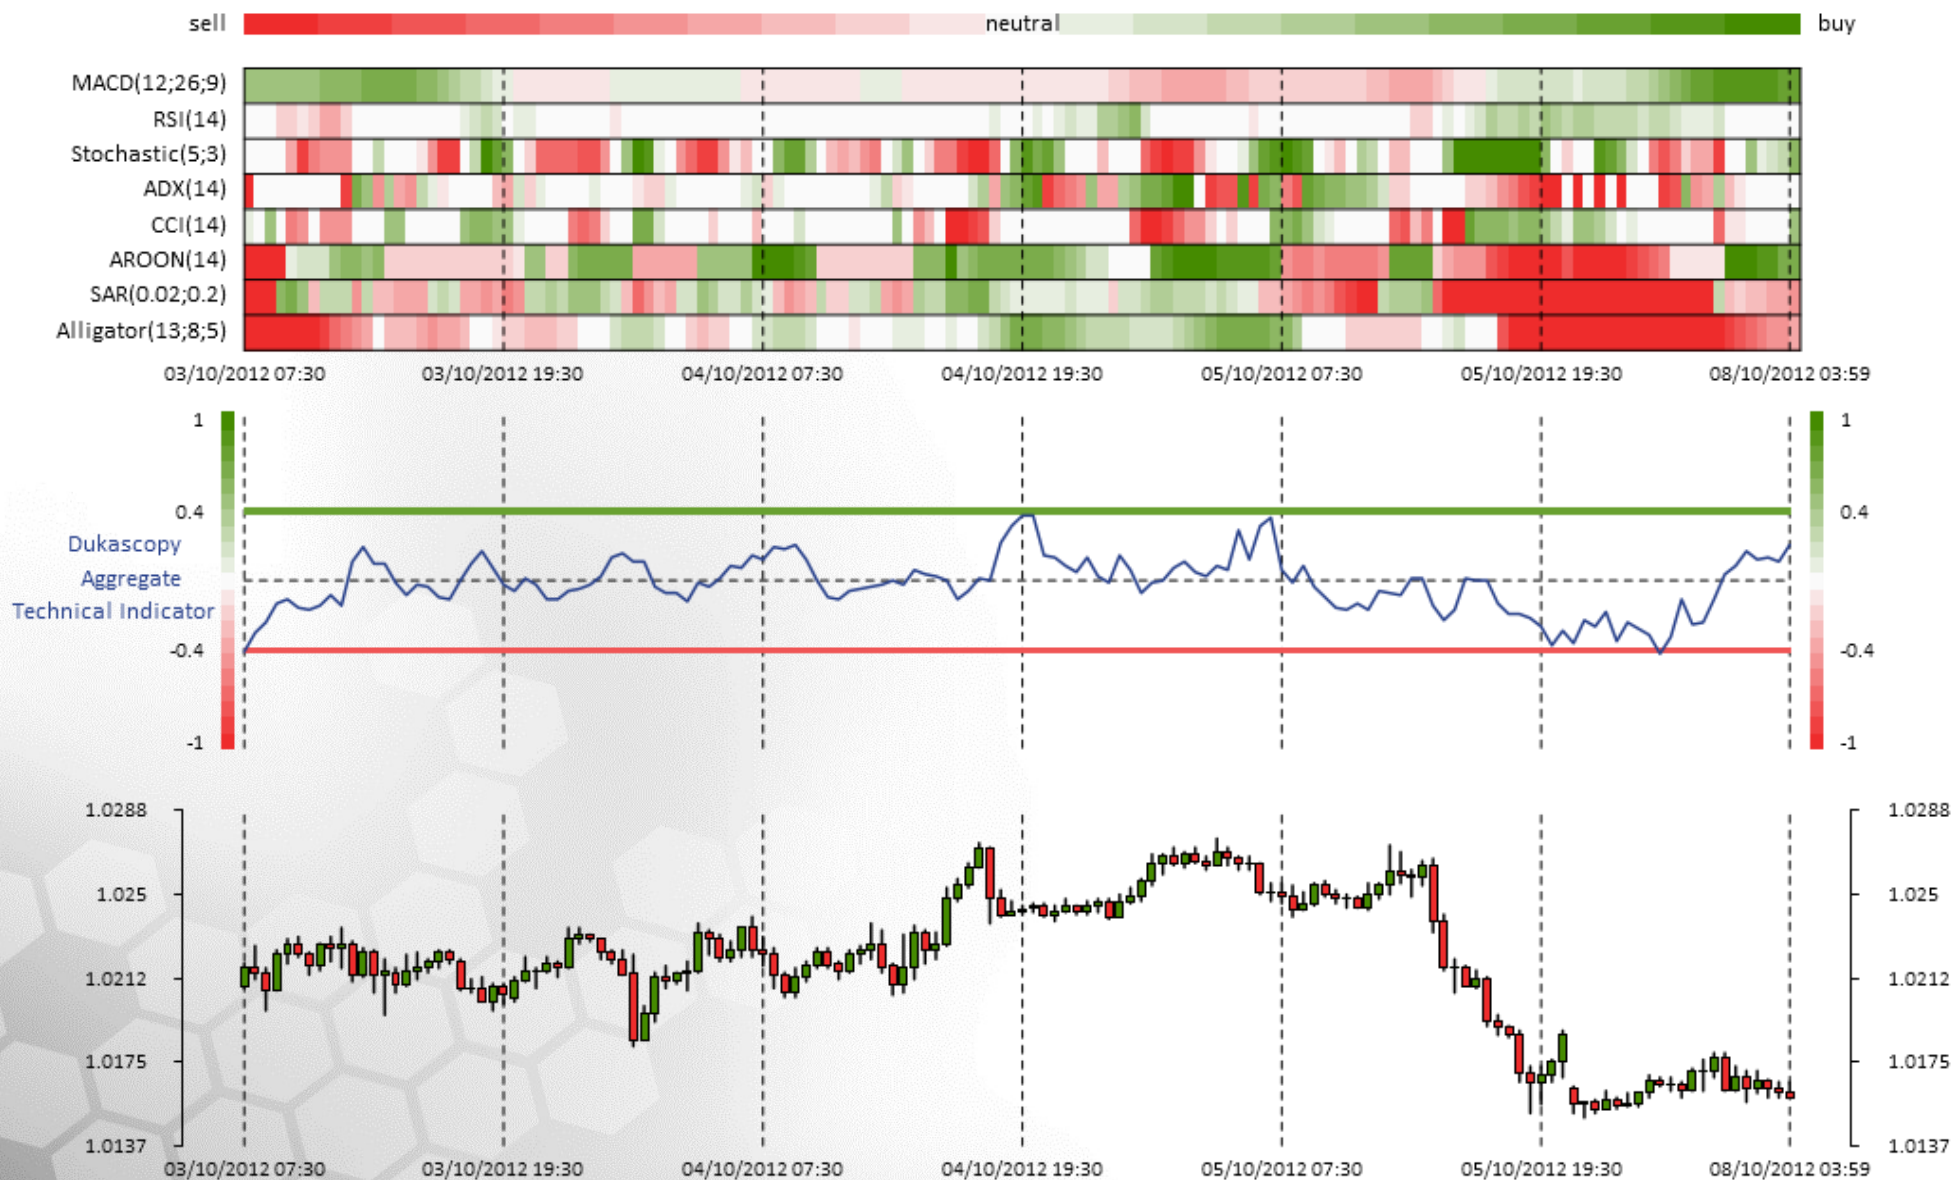 sell neutral buy
MACD(12;26;9)
RSI(14)
Stochastic(5;3)
ADX(14)
CCI(14)
AROON(14)
SAR(0.02;0.2)
Alligator(13;8;5)
03/10/2012 07:30 03/10/2012 19:30 04/10/2012 07:30 04/10/2012 19:30 05/10/2012 07:30 05/10/2012 19:30 08/10/2012 03:59
1 1
0.4 0.4
Dukascopy
Aggregate
Technical Indicator
-0.4 -0.4
-1 -1
1.0288 1.0288
1.025 1.025
1.0212 1.0212
1.0175 1.0175
1.0137 1.0137
03/10/2012 07:30 03/10/2012 19:30 04/10/2012 07:30 04/10/2012 19:30 05/10/2012 07:30 05/10/2012 19:30 08/10/2012 03:59